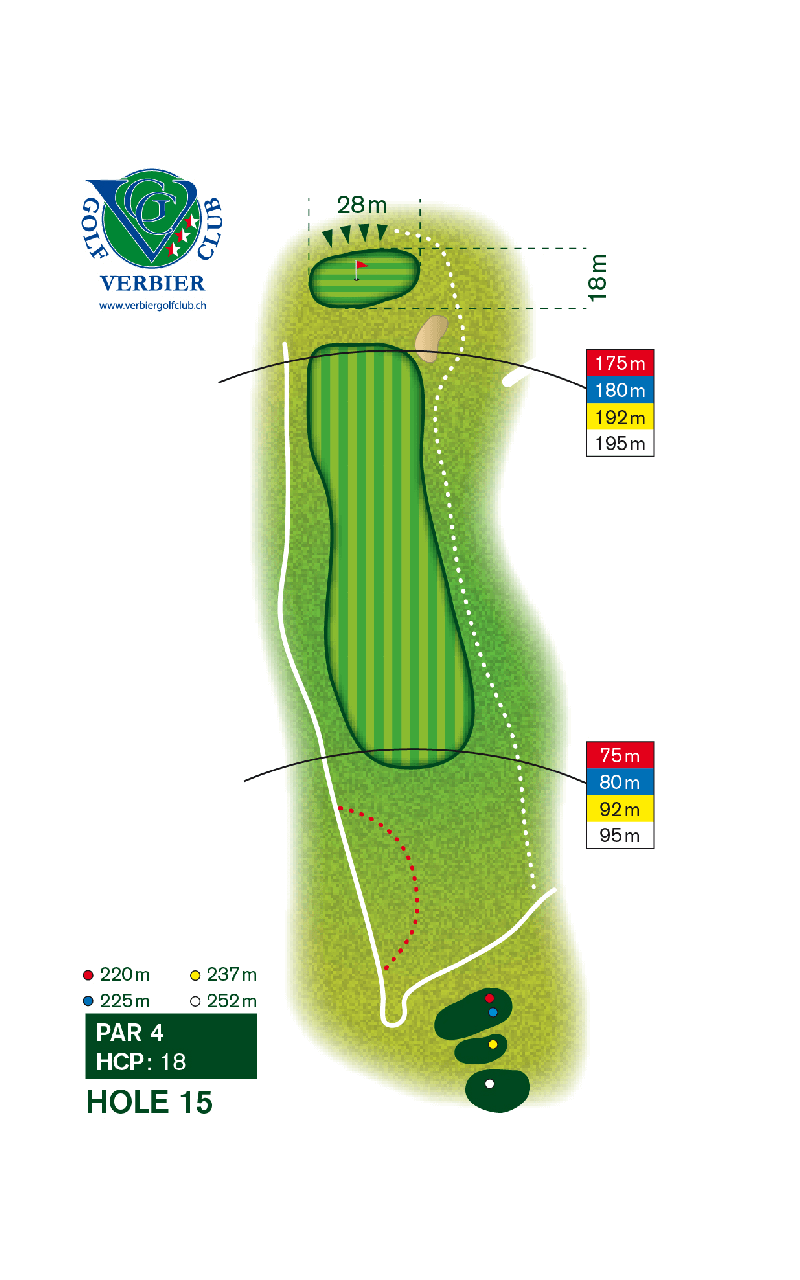 GOLF CLUB
VERBIER
www.verbiergolfclub.ch
28m
18m
175m
180m
192m
195m
75m
80m
92m
95m
220m 237m
225m 252m
PAR 4
HCP: 18
HOLE 15